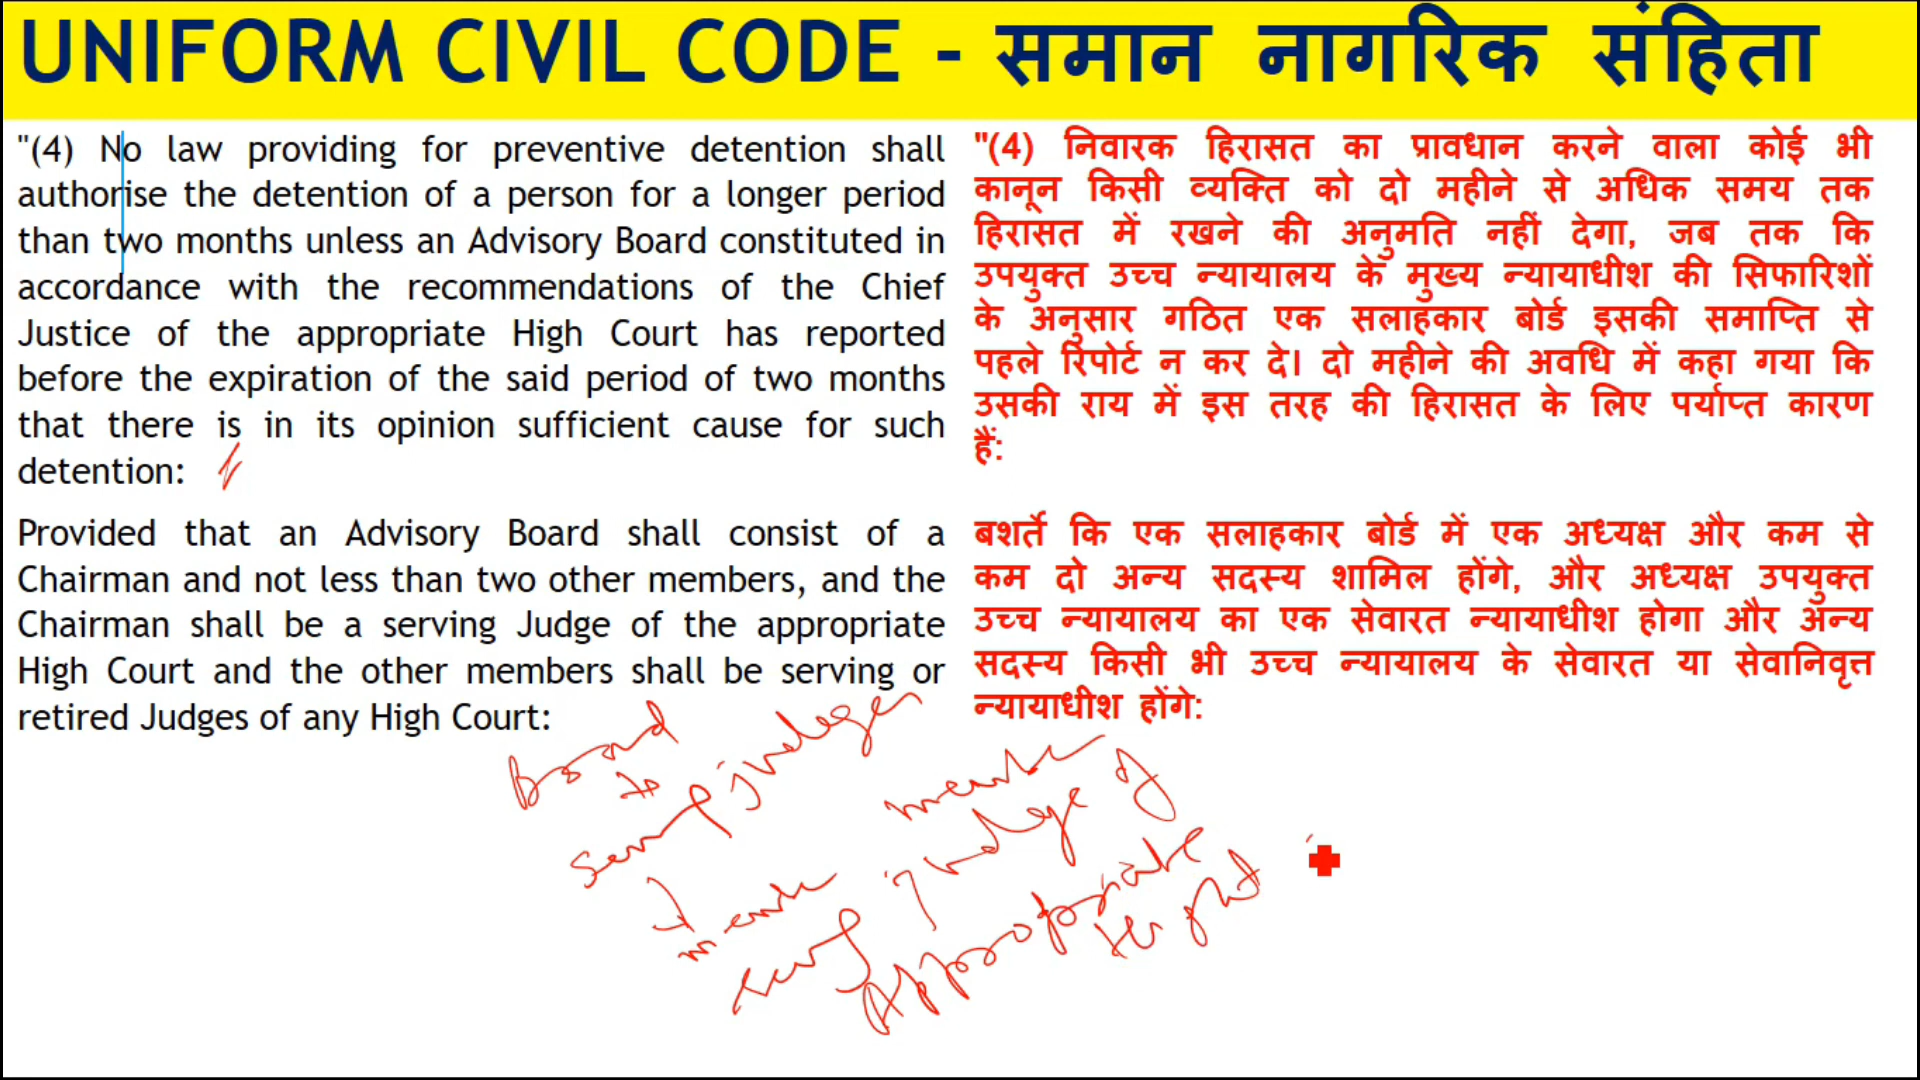 UNIFORM CIVIL CODE - समान नागरिक संहिता
"(4) No law providing for preventive detention shall
authorise the detention of a person for a longer period
than two months unless an Advisory Board constituted in
accordance with the recommendations of the Chief
Justice of the appropriate High Court has reported
before the expiration of the said period of two months
that there is in its opinion sufficient cause for such
detention:
Provided that an Advisory Board shall consist of a
Chairman and not less than two other members, and the
Chairman shall be a serving Judge of the appropriate
High Court and the other members shall be serving or
retired Judges of any High Court:
"(4) निवारक हिरासत का प्रावधान करने वाला कोई भी
कानून किसी व्यक्ति को दो महीने से अधिक समय तक
हिरासत में रखने की अनुमति नहीं देगा, जब तक कि
उपयुक्त उच्च न्यायालय के मुख्य न्यायाधीश की सिफारिशों
के अनुसार गठित एक सलाहकार बोर्ड इसकी समाप्ति से
पहले रिपोर्ट न कर दे। दो महीने की अवधि में कहा गया कि
उसकी राय में इस तरह की हिरासत के लिए पर्याप्त कारण
हैं:
बशर्ते कि एक सलाहकार बोर्ड में एक अध्यक्ष और कम से
कम दो अन्य सदस्य शामिल होंगे, और अध्यक्ष उपयुक्त
उच्च न्यायालय का एक सेवारत न्यायाधीश होगा और अन्य
सदस्य किसी भी उच्च न्यायालय के सेवारत या सेवानिवृत्त
न्यायाधीश होंगे:
judges
judge of
Appropriate